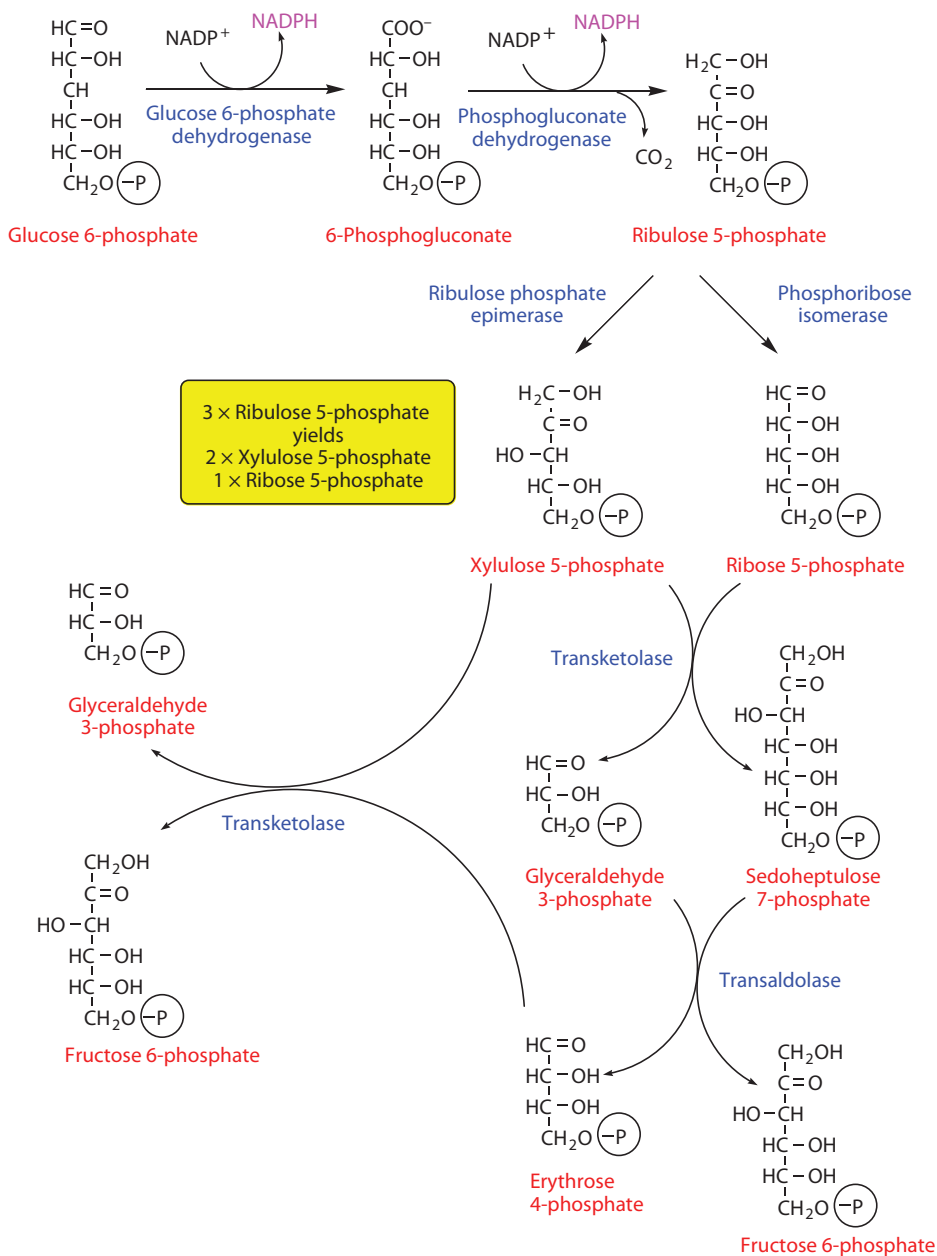 HC=O
HC–OH
CH
HC–OH
HC–OH
CH2O–P
Glucose 6-phosphate
NADP+
NADPH
Glucose 6-phosphate
dehydrogenase
COO−
HC–OH
CH
HC–OH
HC–OH
CH2O–P
6-Phosphogluconate
NADP+
NADPH
Phosphogluconate
dehydrogenase
CO2
H2C–OH
C=O
HC–OH
HC–OH
CH2O–P
Ribulose 5-phosphate
Ribulose phosphate
epimerase
Phosphoribose
isomerase
3 × Ribulose 5-phosphate
yields
2 × Xylulose 5-phosphate
1 × Ribose 5-phosphate
H2C–OH
C=O
HO–CH
HC–OH
CH2O–P
Xylulose 5-phosphate
HC=O
HC–OH
HC–OH
HC–OH
CH2O–P
Ribose 5-phosphate
HC=O
HC–OH
CH2O–P
Glyceraldehyde
3-phosphate
Transketolase
CH2OH
C=O
HO–CH
HC–OH
HC–OH
HC–OH
CH2O–P
Sedoheptulose
7-phosphate
HC=O
HC–OH
CH2O–P
Glyceraldehyde
3-phosphate
Transketolase
CH2OH
C=O
HO–CH
HC–OH
HC–OH
CH2O–P
Fructose 6-phosphate
Transaldolase
HC=O
HC–OH
HC–OH
CH2O–P
Erythrose
4-phosphate
CH2OH
C=O
HO–CH
HC–OH
HC–OH
CH2O–P
Fructose 6-phosphate